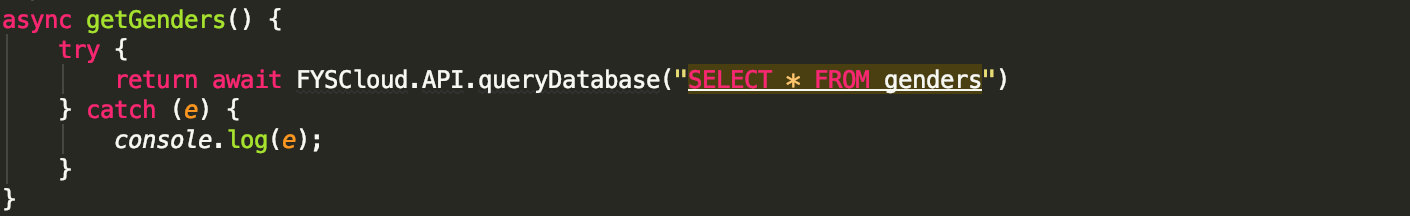 async getGenders() {
try {
return await FYSCloud.API.queryDatabase("SELECT * FROM genders")
} catch (e) {
console.log(e);
}
}